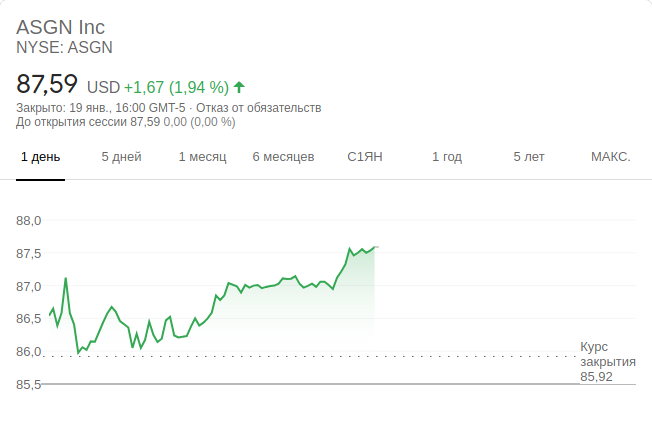 ASGN Inc
NYSE: ASGN
87,59 USD +1,67 (1,94 %)
Закрыто: 19 янв., 16:00 GMT-5 · Отказ от обязательств
До открытия сессии 87,59 0,00 (0,00 %)
1 день 5 дней 1 месяц 6 месяцев С1ЯН 1 год 5 лет МАКС.
88,0
87,5
87,0
86,5
86,0
85,5
Курс
закрытия
85,92